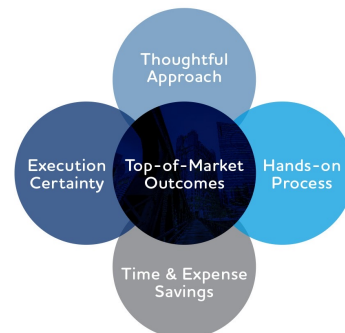 Thoughtful
Approach
Execution
Certainty
Top-of-Market
Outcomes
Hands-on
Process
Time & Expense
Savings